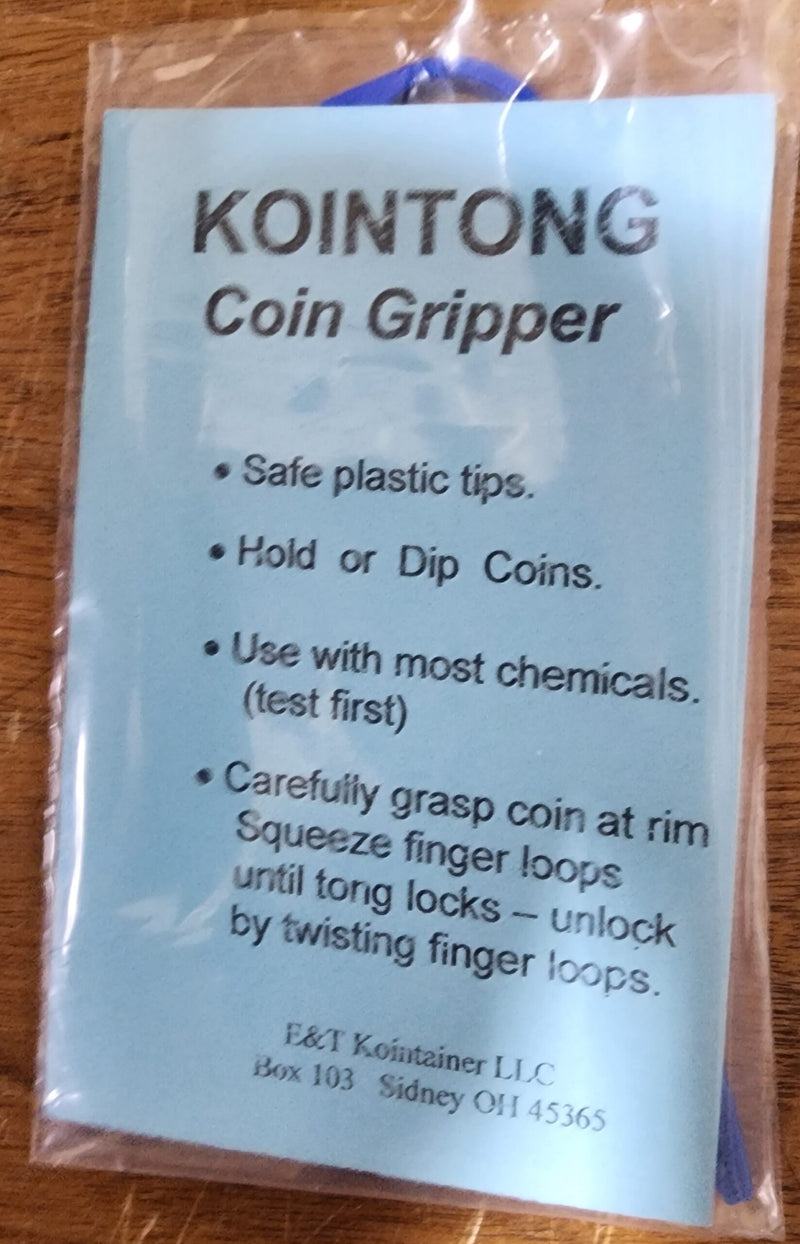 KOINTONG
Coin Gripper
• Safe plastic tips.
• Hold or Dip Coins.
• Use with most chemicals.
(test first)
• Carefully grasp coin at rim
Squeeze finger loops
until tong locks – unlock
by twisting finger loops.
E&T Kointainer LLC
Box 103 Sidney OH 45365